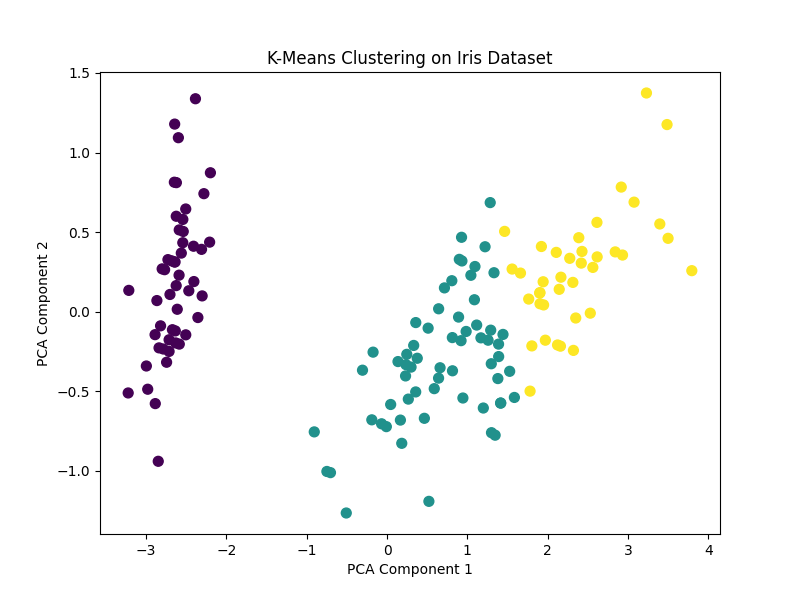 K-Means Clustering on Iris Dataset
1.5
1.0
0.5
0.0
−0.5
−1.0
PCA Component 2
−3 −2 −1 0 1 2 3 4
PCA Component 1